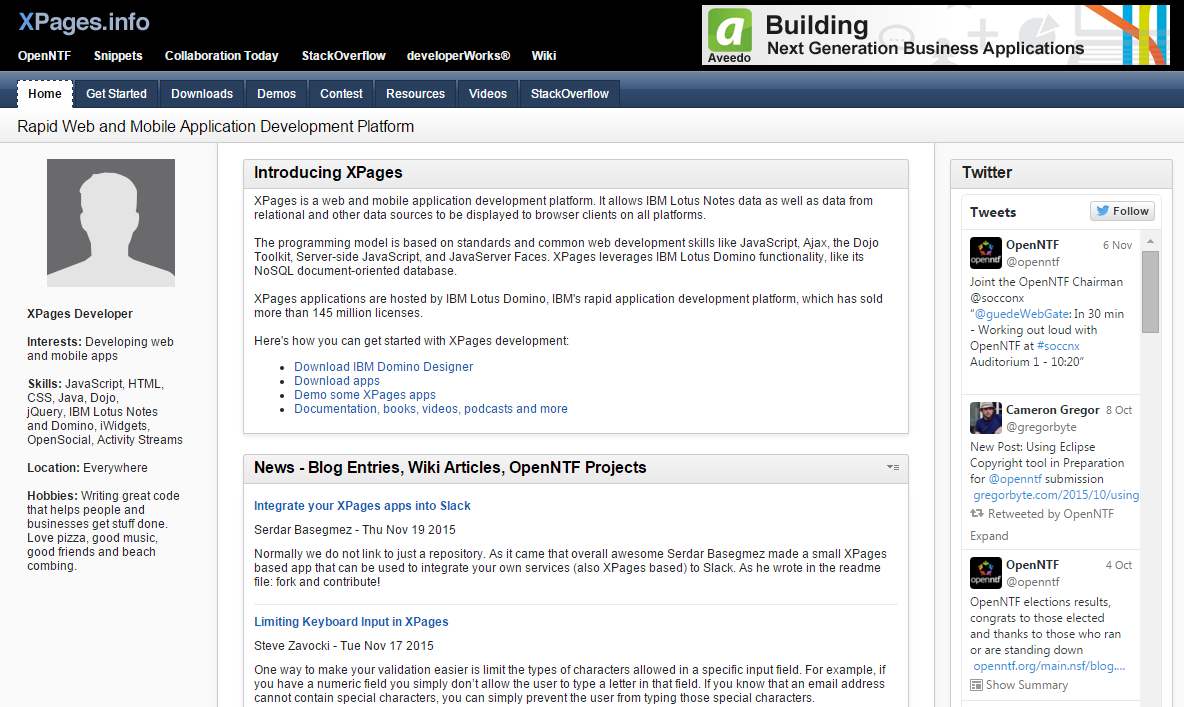 XPages.info
OpenNTF Snippets Collaboration Today StackOverflow developerWorks® Wiki
a
Aveedo
Building
Next Generation Business Applications
Home Get Started Downloads Demos Contest Resources Videos StackOverflow
Rapid Web and Mobile Application Development Platform
XPages Developer
Interests: Developing web
and mobile apps
Skills: JavaScript, HTML,
CSS, Java, Dojo,
jQuery, IBM Lotus Notes
and Domino, iWidgets,
OpenSocial, Activity Streams
Location: Everywhere
Hobbies: Writing great code
that helps people and
businesses get stuff done.
Love pizza, good music,
good friends and beach
combing.
Introducing XPages
XPages is a web and mobile application development platform. It allows IBM Lotus Notes data as well as data from
relational and other data sources to be displayed to browser clients on all platforms.
The programming model is based on standards and common web development skills like JavaScript, Ajax, the Dojo
Toolkit, Server-side JavaScript, and JavaServer Faces. XPages leverages IBM Lotus Domino functionality, like its
NoSQL document-oriented database.
XPages applications are hosted by IBM Lotus Domino, IBM's rapid application development platform, which has sold
more than 145 million licenses.
Here's how you can get started with XPages development:
Download IBM Domino Designer
Download apps
Demo some XPages apps
Documentation, books, videos, podcasts and more
News - Blog Entries, Wiki Articles, OpenNTF Projects
Integrate your XPages apps into Slack
Serdar Basegmez - Thu Nov 19 2015
Normally we do not link to just a repository. As it came that overall awesome Serdar Basegmez made a small XPages
based app that can be used to integrate your own services (also XPages based) to Slack. As he wrote in the readme
file: fork and contribute!
Limiting Keyboard Input in XPages
Steve Zavocki - Tue Nov 17 2015
One way to make your validation easier is limit the types of characters allowed in a specific input field. For example, if
you have a numeric field you simply don't allow the user to type a letter in that field. If you know that an email address
cannot contain special characters, you can simply prevent the user from typing those special characters.
Twitter
Tweets Follow
openntf
OpenNTF 6 Nov
@openntf
Joint the OpenNTF Chairman
@socconx
"@guedeWebGate: In 30 min
- Working out loud with
OpenNTF at #soccnx
Auditorium 1 - 10:20"
Cameron Gregor 8 Oct
@gregorbyte
New Post: Using Eclipse
Copyright tool in Preparation
for @openntf submission
gregorbyte.com/2015/10/using
Retweeted by OpenNTF
Expand
openntf
OpenNTF 4 Oct
@openntf
OpenNTF elections results,
congrats to those elected
and thanks to those who ran
or are standing down
openntf.org/main.nsf/blog....
Show Summary